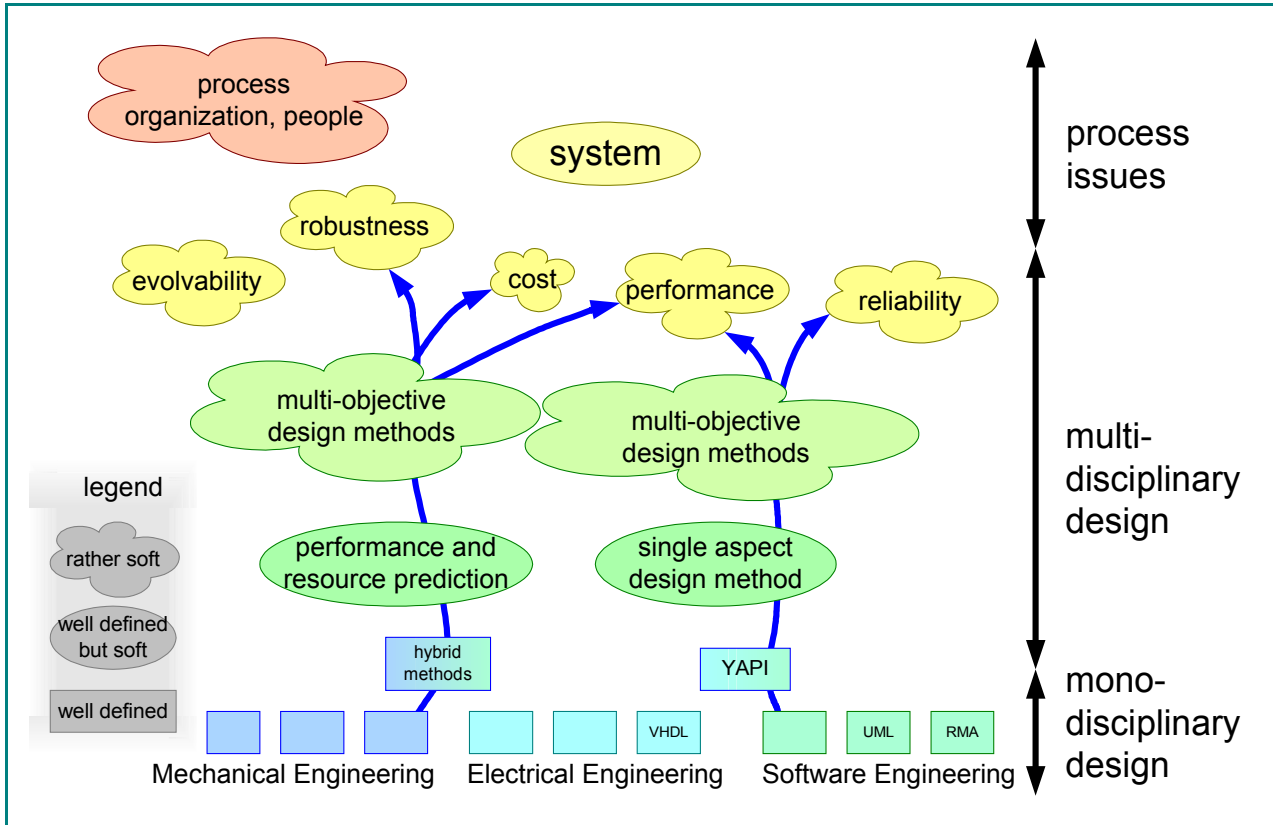 process
organization, people
system
process
issues
robustness
evolvability
cost
performance
reliability
multi-objective
design methods
multi-objective
design methods
multi-
disciplinary
design
legend
rather soft
well defined
but soft
well defined
performance and
resource prediction
single aspect
design method
hybrid
methods
YAPI
mono-
disciplinary
design
VHDL
UML
RMA
Mechanical Engineering
Electrical Engineering
Software Engineering